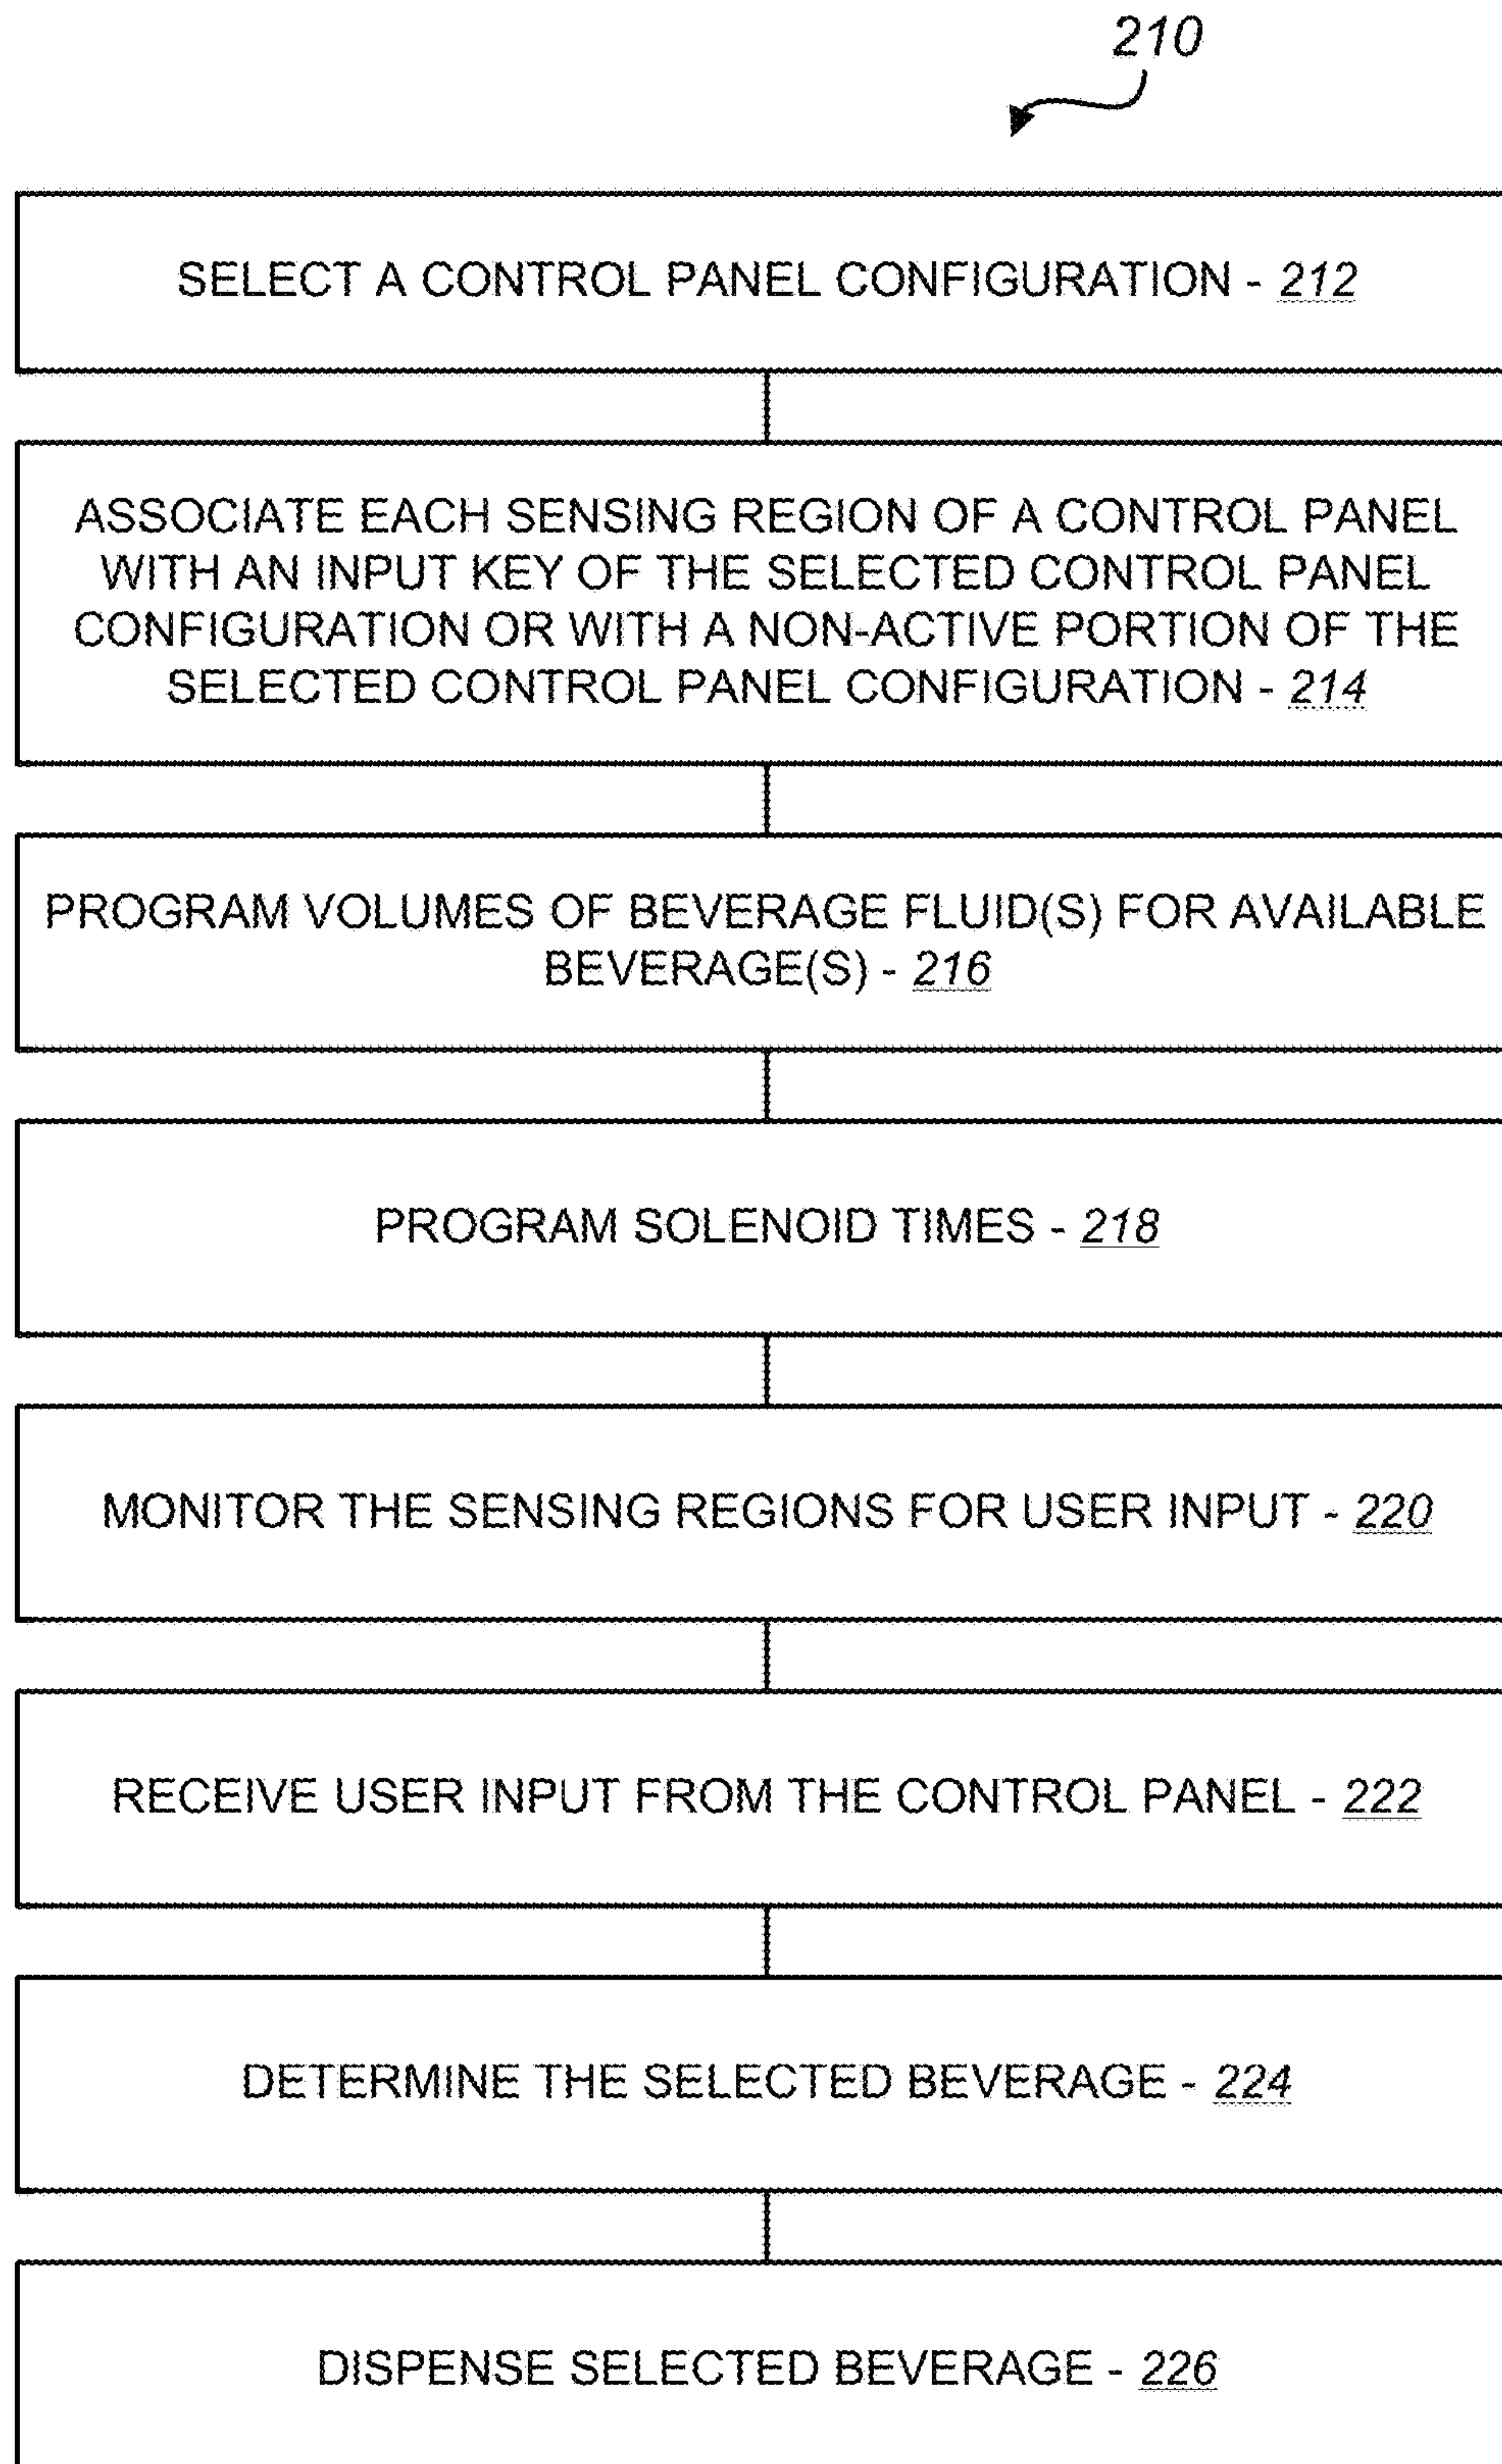 210
SELECT A CONTROL PANEL CONFIGURATION - 212
ASSOCIATE EACH SENSING REGION OF A CONTROL PANEL
WITH AN INPUT KEY OF THE SELECTED CONTROL PANEL
CONFIGURATION OR WITH A NON-ACTIVE PORTION OF THE
SELECTED CONTROL PANEL CONFIGURATION - 214
PROGRAM VOLUMES OF BEVERAGE FLUID(S) FOR AVAILABLE
BEVERAGE(S) - 216
PROGRAM SOLENOID TIMES - 218
MONITOR THE SENSING REGIONS FOR USER INPUT - 220
RECEIVE USER INPUT FROM THE CONTROL PANEL - 222
DETERMINE THE SELECTED BEVERAGE - 224
DISPENSE SELECTED BEVERAGE - 226